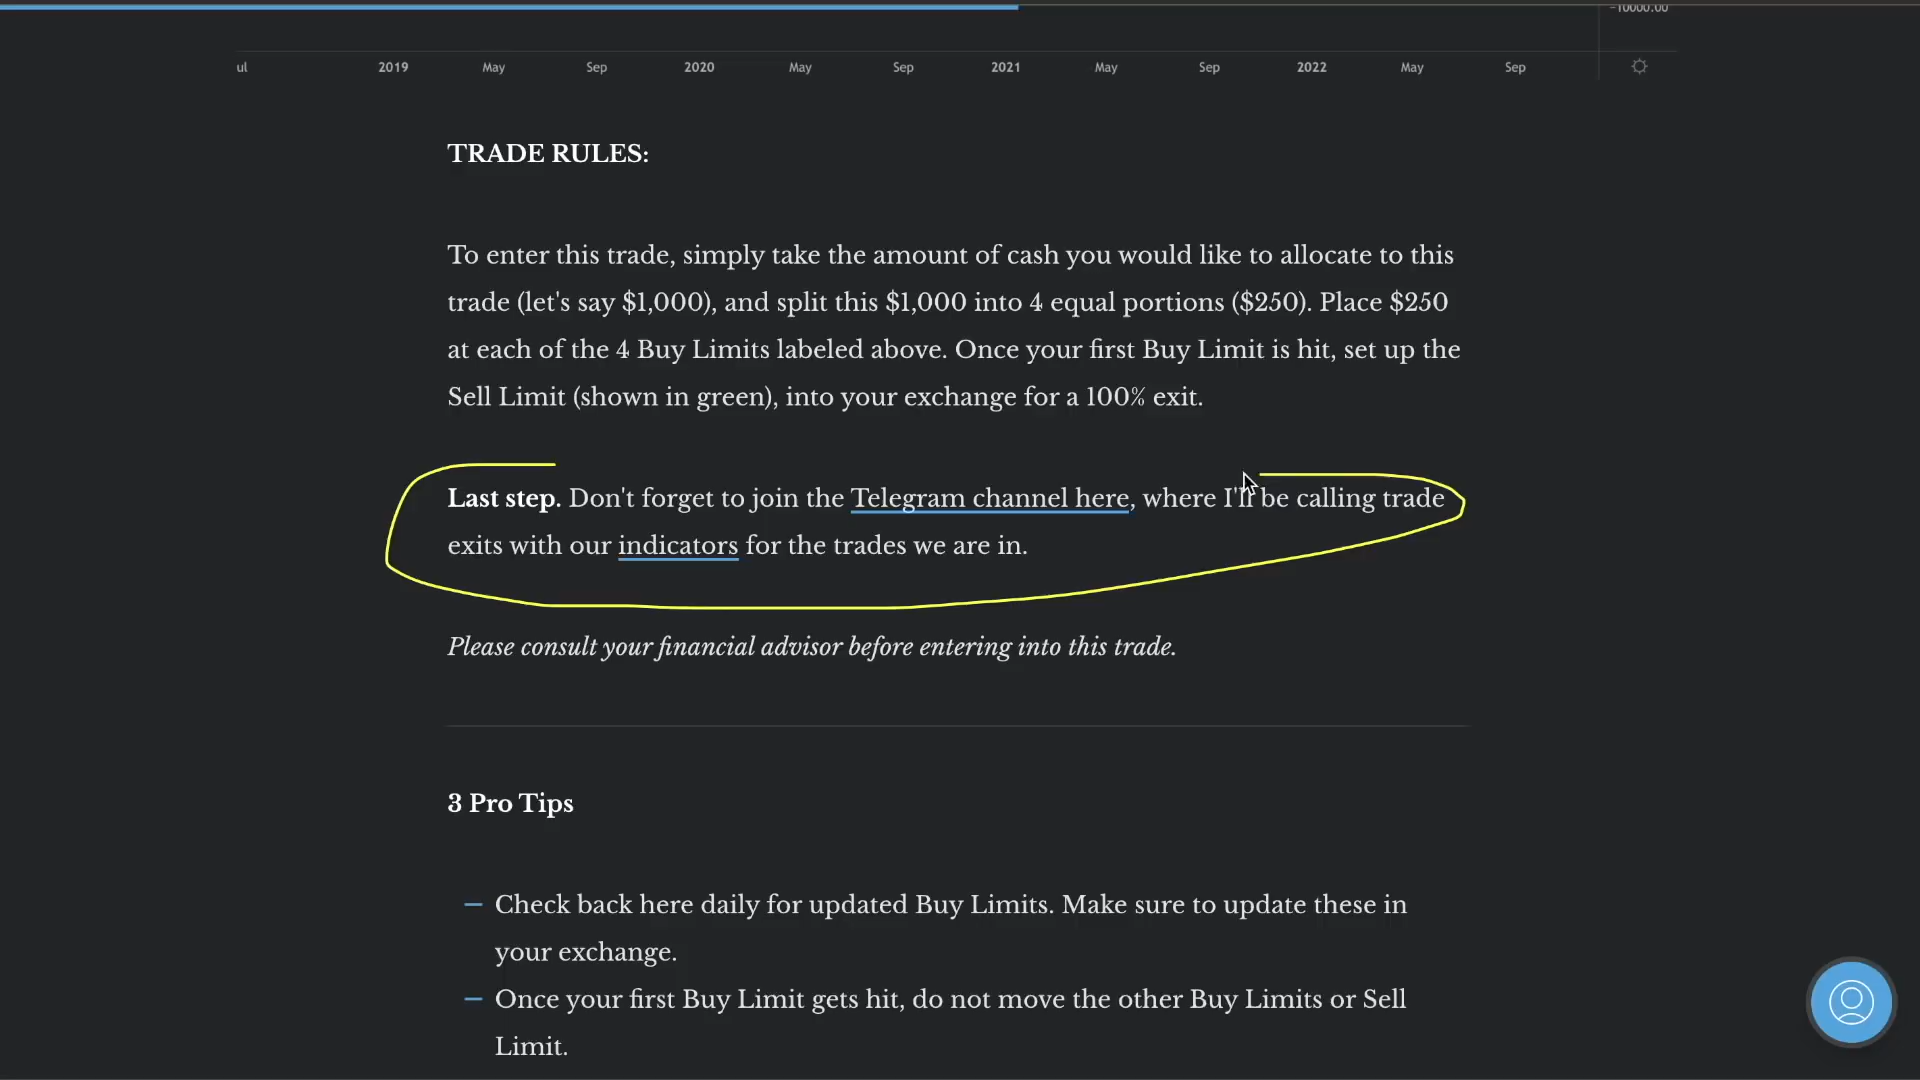 -10000.00
ul 2019 May Sep 2020 May Sep 2021 May Sep 2022 May Sep
TRADE RULES:
To enter this trade, simply take the amount of cash you would like to allocate to this
trade (let's say $1,000), and split this $1,000 into 4 equal portions ($250). Place $250
at each of the 4 Buy Limits labeled above. Once your first Buy Limit is hit, set up the
Sell Limit (shown in green), into your exchange for a 100% exit.
Last step. Don't forget to join the Telegram channel here, where I'll be calling trade
exits with our indicators for the trades we are in.
Please consult your financial advisor before entering into this trade.
3 Pro Tips
— Check back here daily for updated Buy Limits. Make sure to update these in
your exchange.
— Once your first Buy Limit gets hit, do not move the other Buy Limits or Sell
Limit.